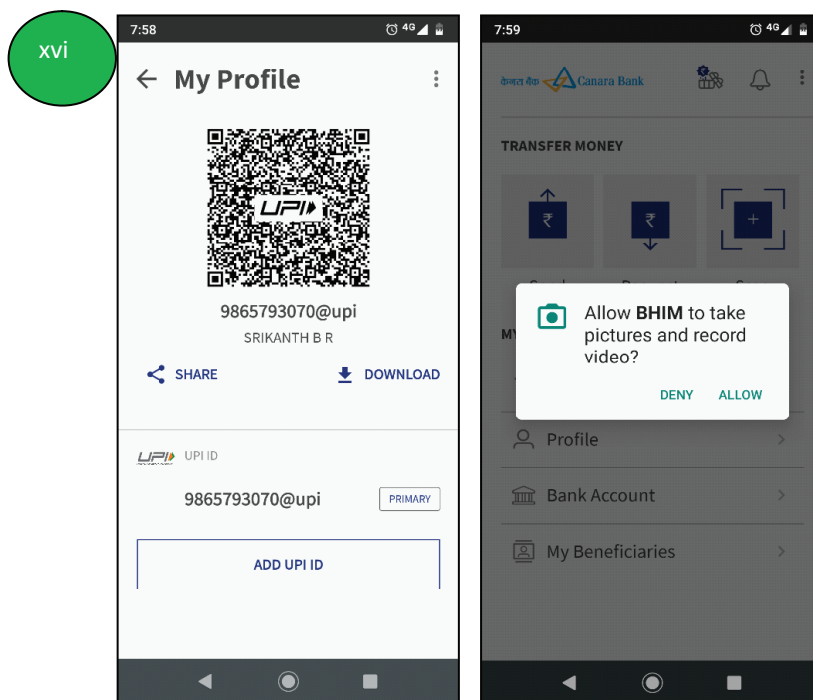 xvi
7:58
4G
My Profile
UPI
9865793070@upi
SRIKANTH B R
SHARE
DOWNLOAD
UPI
UPI ID
9865793070@upi
PRIMARY
ADD UPI ID
7:59
4G
केनरा बैंक Canara Bank
TRANSFER MONEY
Allow BHIM to take
pictures and record
video?
DENY
ALLOW
Profile
Bank Account
My Beneficiaries